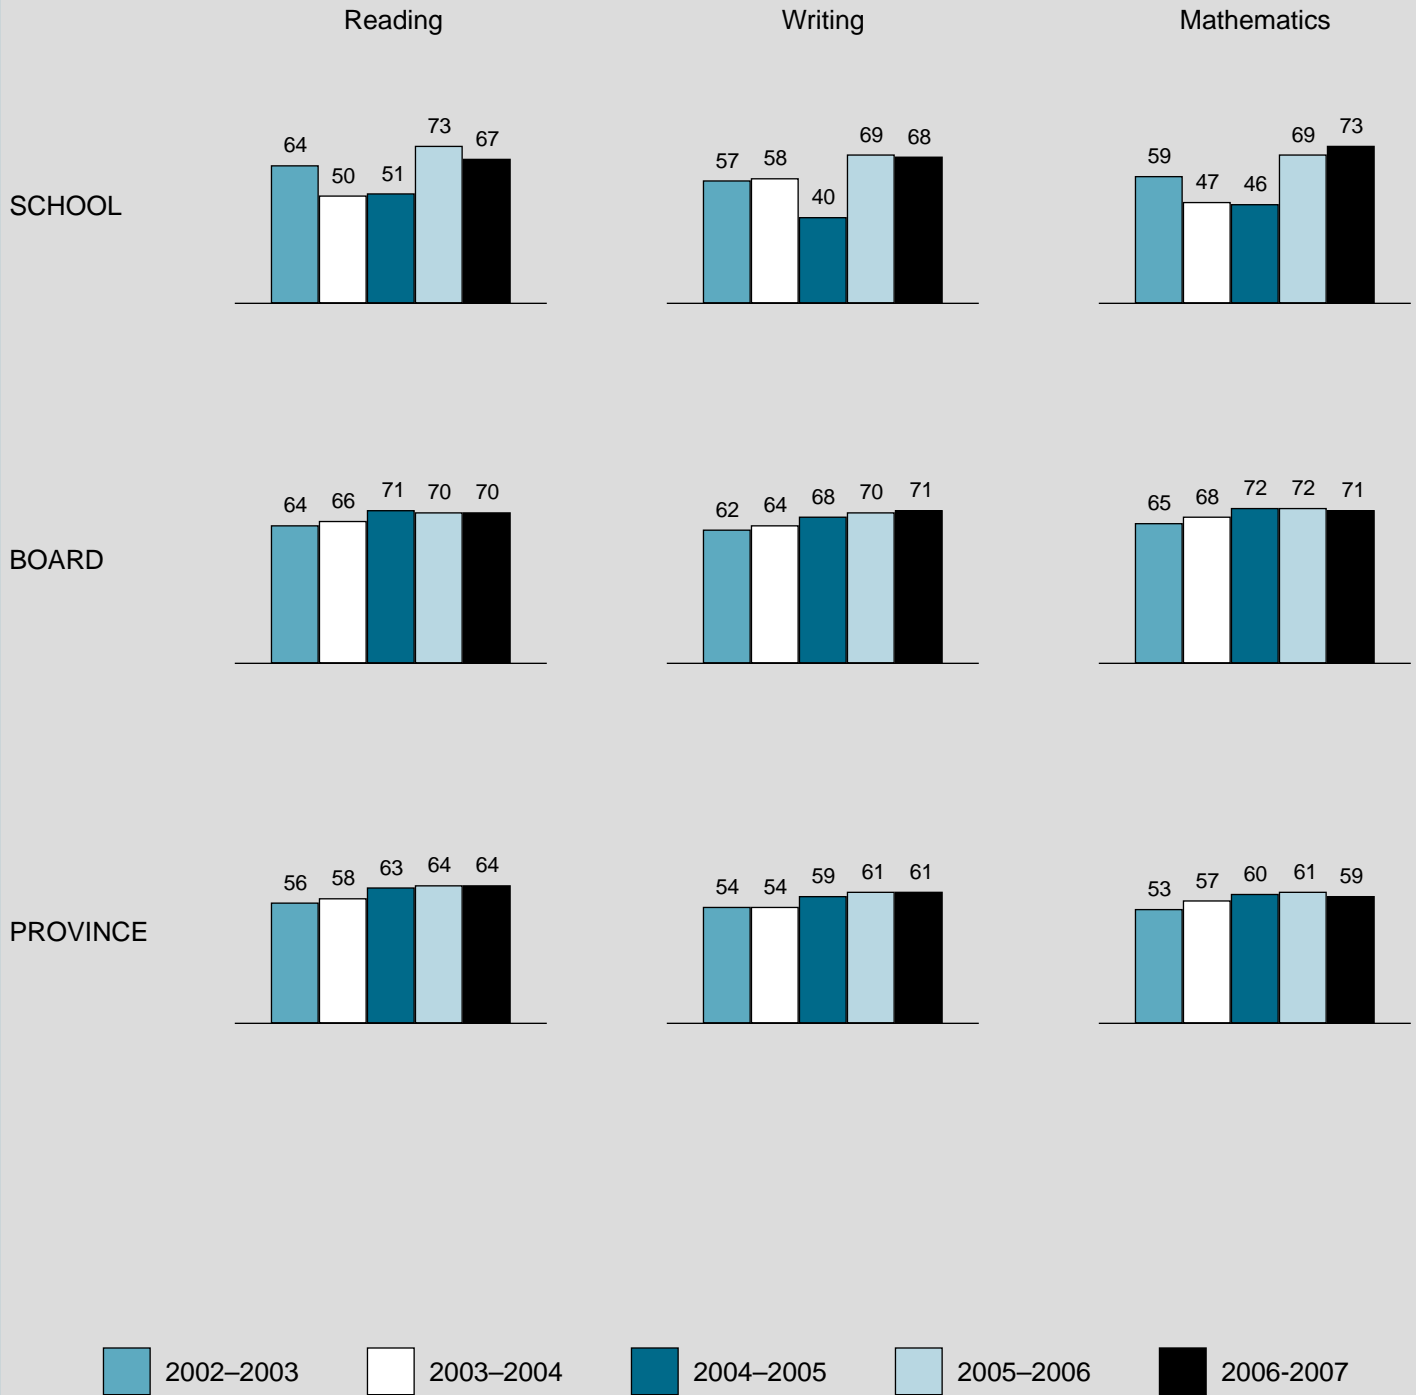 Reading Writing Mathematics
SCHOOL
64 50 51 73 67
57 58 40 69 68
59 47 46 69 73
BOARD
64 66 71 70 70
62 64 68 70 71
65 68 72 72 71
PROVINCE
56 58 63 64 64
54 54 59 61 61
53 57 60 61 59
2002–2003 2003–2004 2004–2005 2005–2006 2006-2007